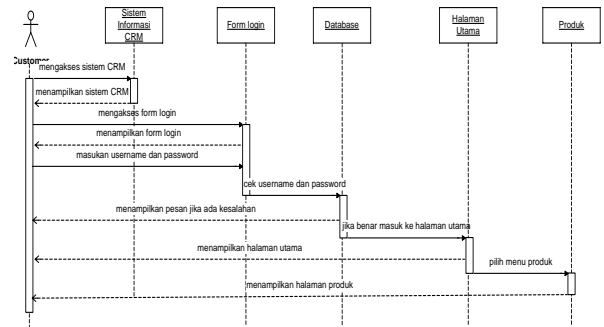 Sistem
Informasi
CRM
Form login
Database
Halaman
Utama
Produk
Customer
mengakses sistem CRM
menampilkan sistem CRM
mengakses form login
menampilkan form login
masukan username dan password
cek username dan password
menampilkan pesan jika ada kesalahan
jika benar masuk ke halaman utama
menampilkan halaman utama
pilih menu produk
menampilkan halaman produk